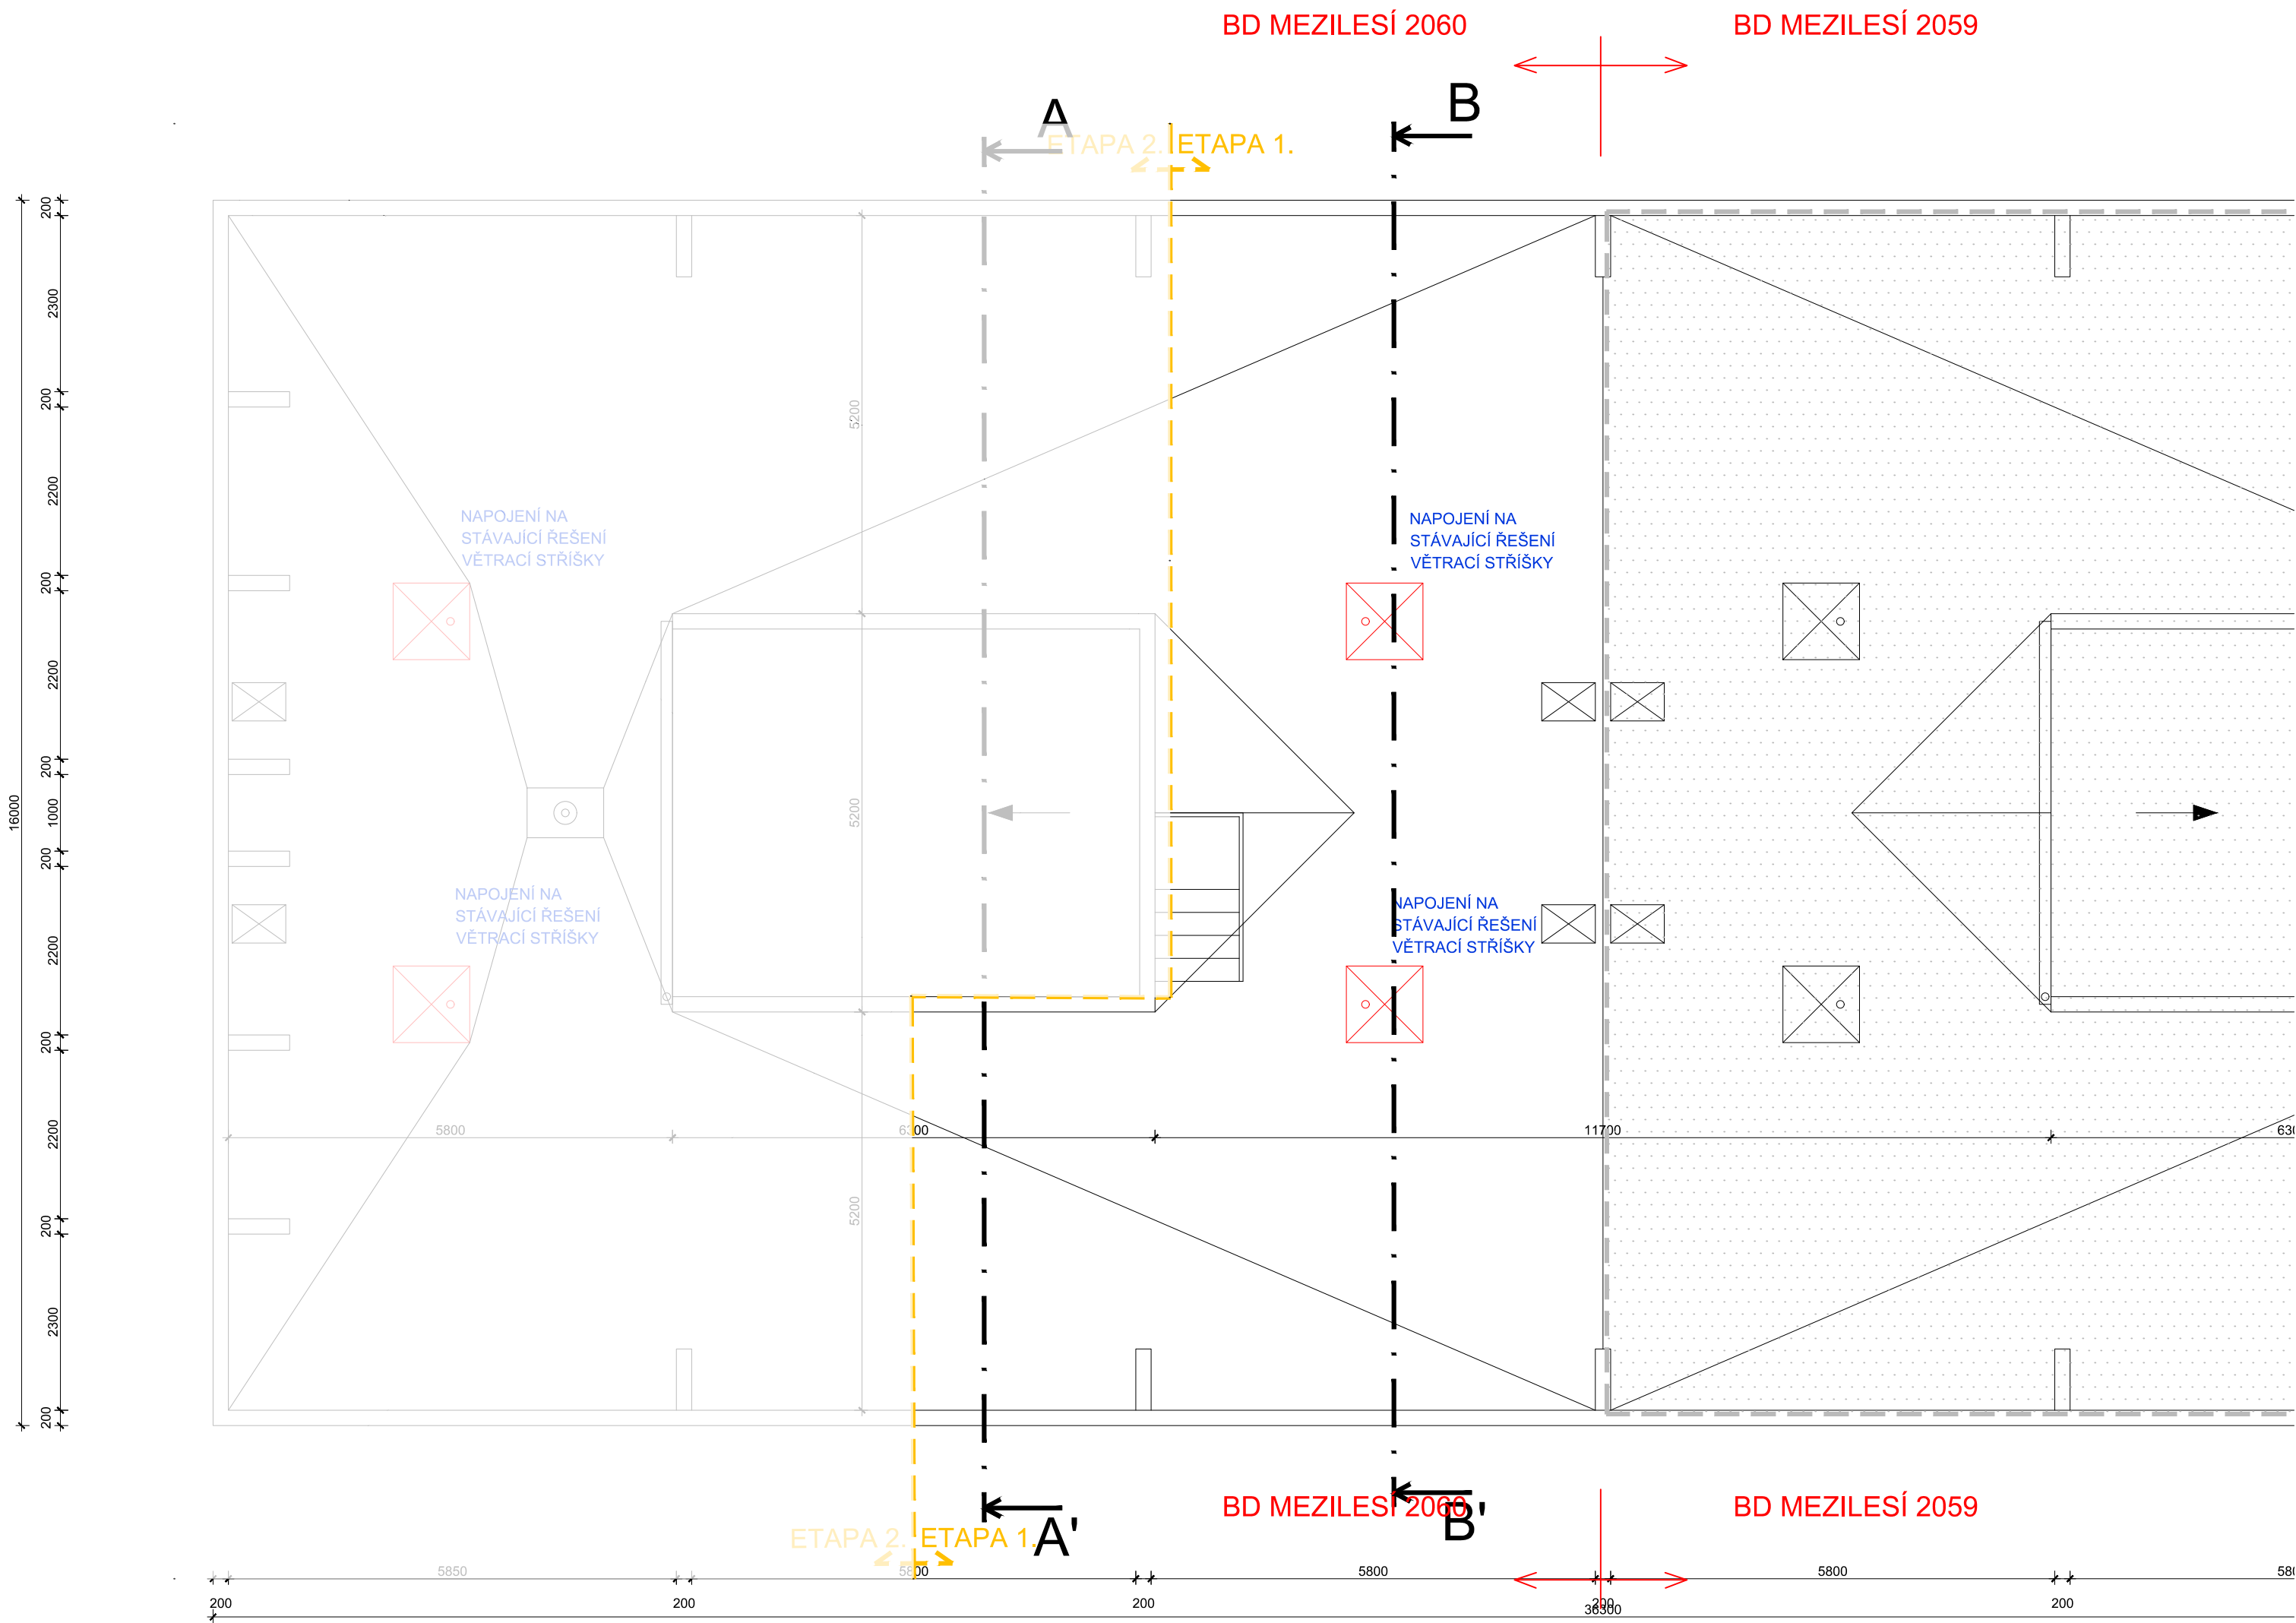 BD MEZILESÍ 2060
BD MEZILESÍ 2059
A
B
ETAPA 2.
ETAPA 1.
200
2300
200
2200
200
2200
200
1000
200
2200
200
2200
200
2300
200
16000
5200
5200
5200
NAPOJENÍ NA
STÁVAJÍCÍ ŘEŠENÍ
VĚTRACÍ STŘÍŠKY
NAPOJENÍ NA
STÁVAJÍCÍ ŘEŠENÍ
VĚTRACÍ STŘÍŠKY
NAPOJENÍ NA
STÁVAJÍCÍ ŘEŠENÍ
VĚTRACÍ STŘÍŠKY
NAPOJENÍ NA
STÁVAJÍCÍ ŘEŠENÍ
VĚTRACÍ STŘÍŠKY
5800
6300
11700
BD MEZILESÍ 2060
BD MEZILESÍ 2059
ETAPA 2.
ETAPA 1.
A'
B'
5850
5800
5800
5800
200
200
200
200
200
36300